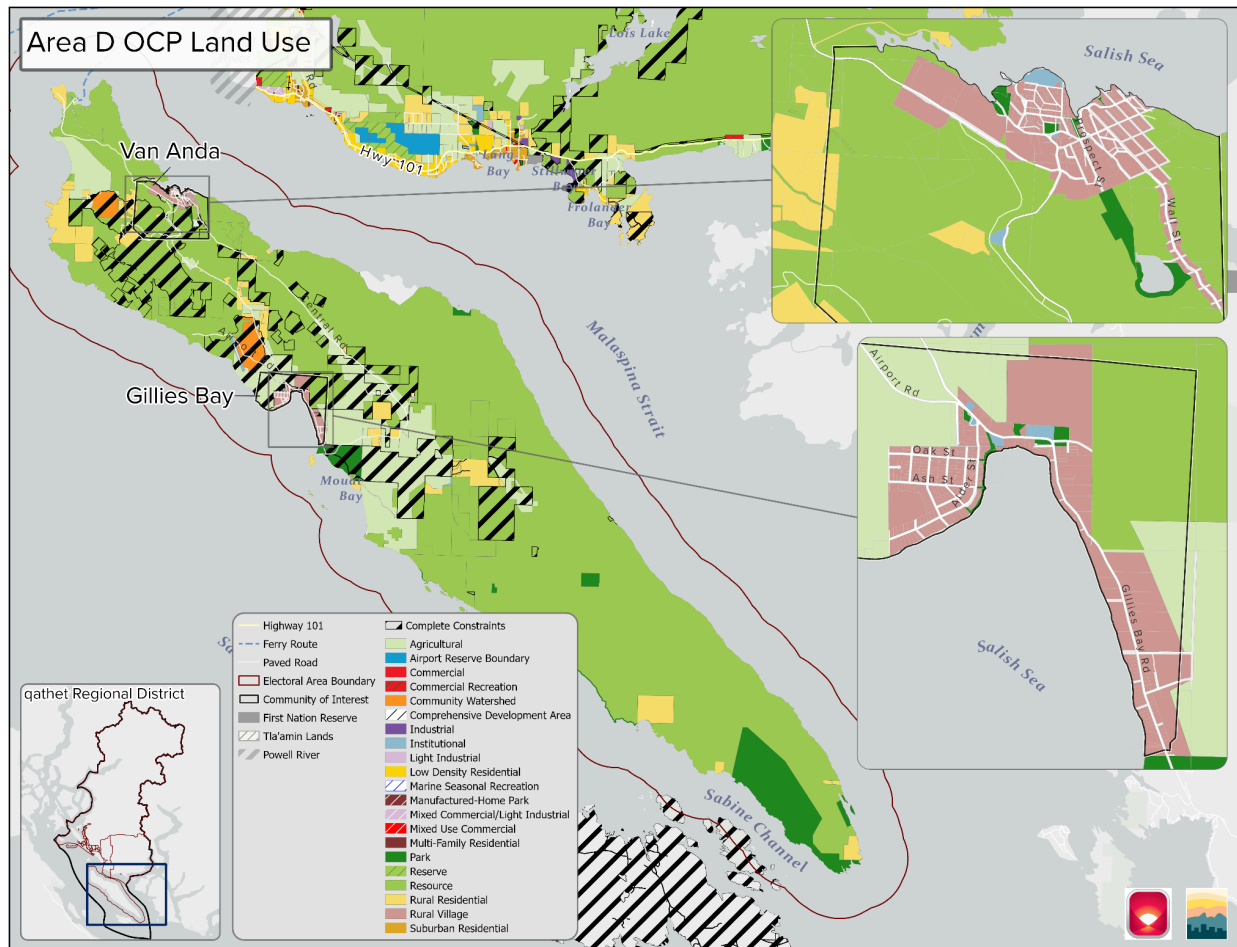 Area D OCP Land Use
Lois Lake
Salish Sea
Van Anda
Hwy 101
Lang
Bay
Frolander
Bay
Prospect St
Wall St
Central Rd
Malaspina Strait
Gillies Bay
Airport Rd
Oak St
Ash St
Alder St
Mouat
Bay
Gillies Bay Rd
Salish Sea
Sabine Channel
Highway 101
Ferry Route
Paved Road
Electoral Area Boundary
Community of Interest
First Nation Reserve
Tla'amin Lands
Powell River
Complete Constraints
Agricultural
Airport Reserve Boundary
Commercial
Commercial Recreation
Community Watershed
Comprehensive Development Area
Industrial
Institutional
Light Industrial
Low Density Residential
Marine Seasonal Recreation
Manufactured-Home Park
Mixed Commercial/Light Industrial
Mixed Use Commercial
Multi-Family Residential
Park
Reserve
Resource
Rural Residential
Rural Village
Suburban Residential
qathet Regional District